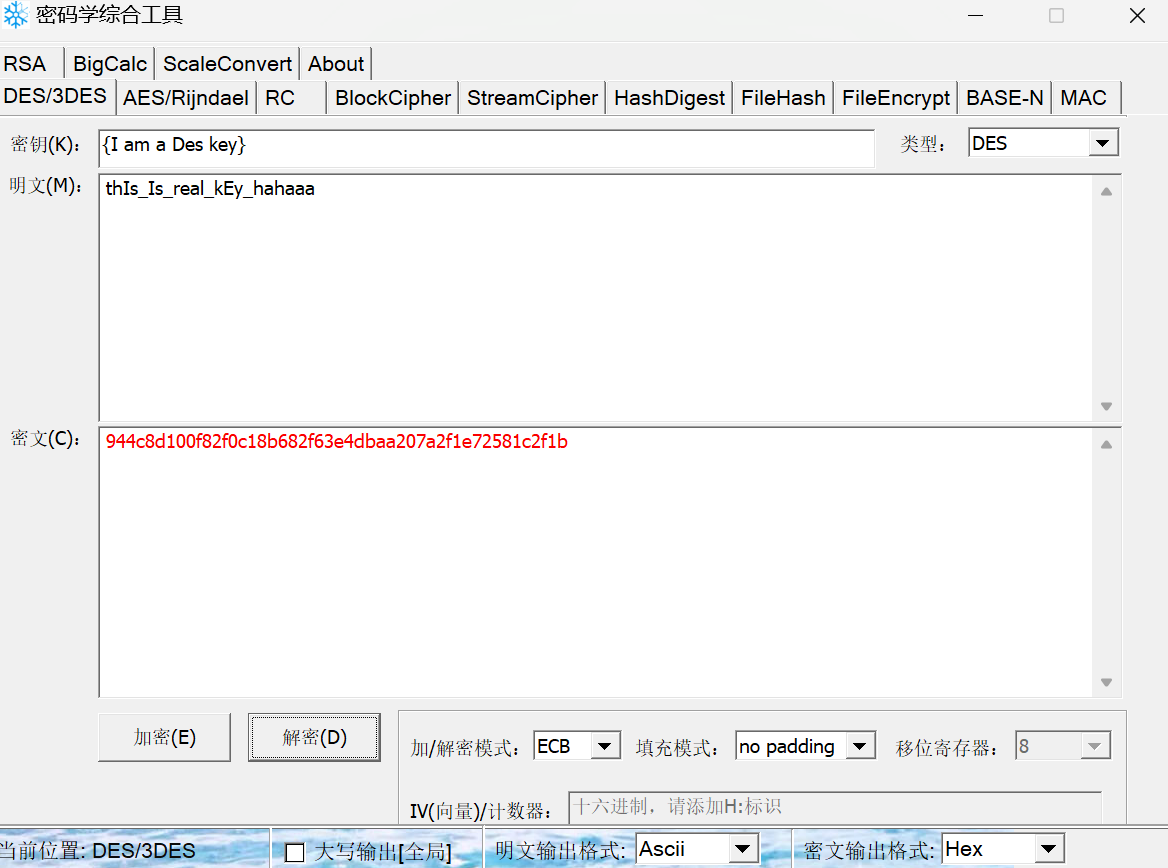 密码学综合工具
RSA BigCalc ScaleConvert About
DES/3DES AES/Rijndael RC BlockCipher StreamCipher HashDigest FileHash FileEncrypt BASE-N MAC
密钥(K): {I am a Des key} 类型: DES
明文(M): thIs_Is_real_kEy_hahaaa
密文(C): 944c8d100f82f0c18b682f63e4dbaa207a2f1e72581c2f1b
加密(E) 解密(D) 加/解密模式: ECB 填充模式: no padding 移位寄存器: 8
IV(向量)/计数器: 十六进制，请添加H:标识
当前位置: DES/3DES 大写输出[全局] 明文输出格式: Ascii 密文输出格式: Hex